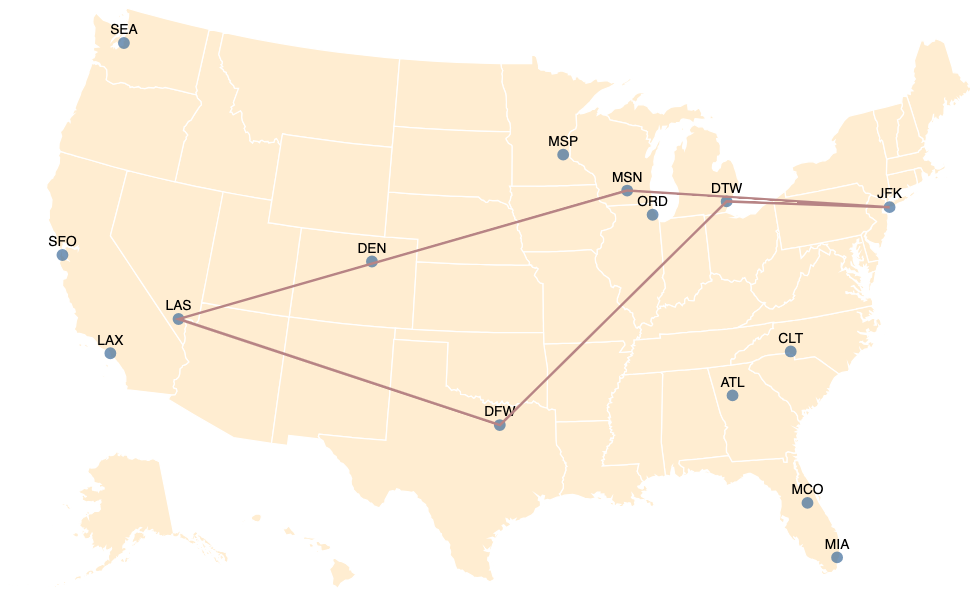 SEA
MSP
MSN
DTW
ORD
JFK
SFO
DEN
LAS
LAX
CLT
ATL
DFW
MCO
MIA